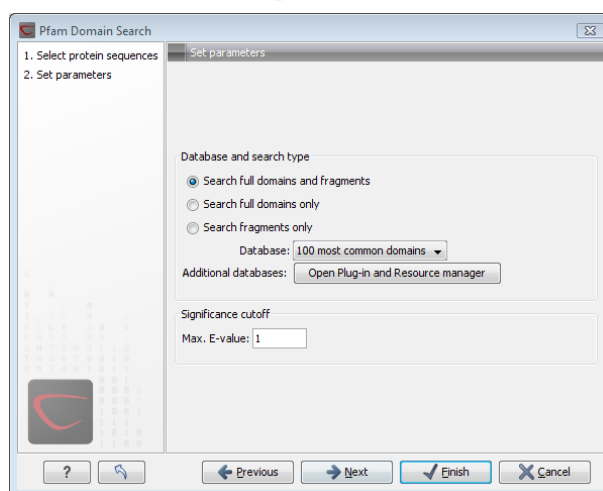 Pfam Domain Search
1. Select protein sequences
2. Set parameters
Set parameters
Database and search type
Search full domains and fragments
Search full domains only
Search fragments only
Database: 100 most common domains
Additional databases: Open Plug-in and Resource manager
Significance cutoff
Max. E-value: 1
? Previous Next Finish Cancel